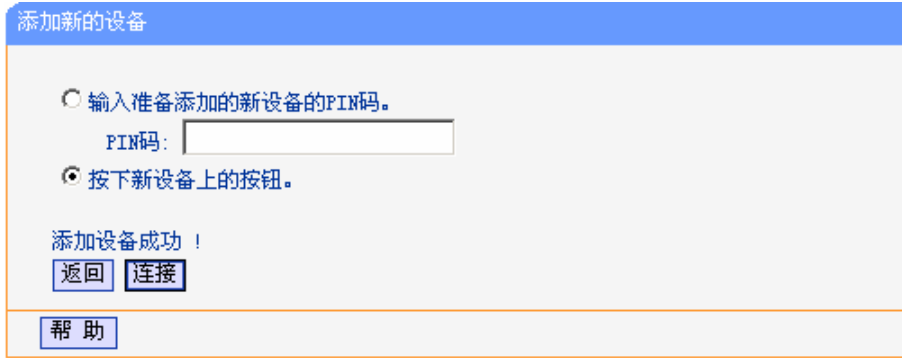 添加新的设备
输入准备添加的新设备的PIN码。
PIN码:
按下新设备上的按钮。
添加设备成功 !
返回 连接
帮 助